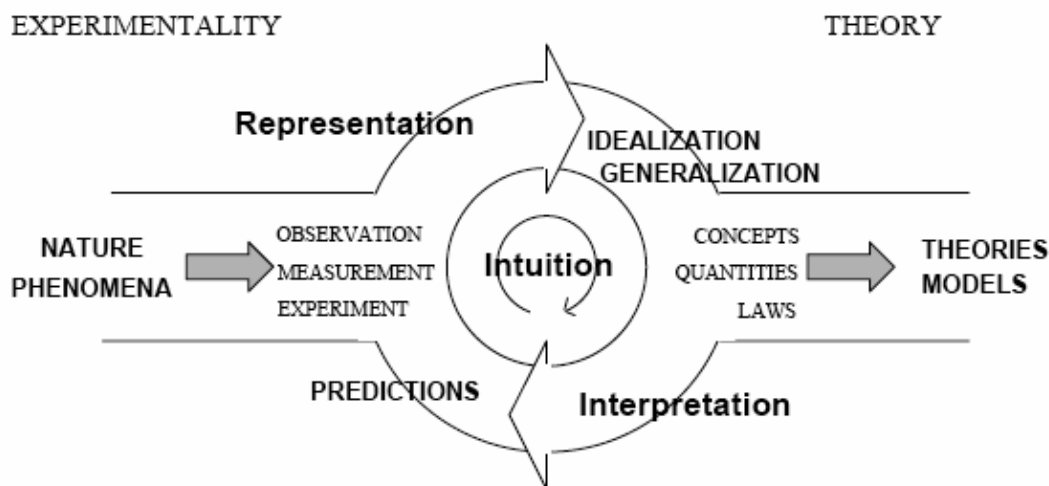 EXPERIMENTALITY
THEORY
Representation
IDEALIZATION
GENERALIZATION
NATURE
PHENOMENA
OBSERVATION
MEASUREMENT
EXPERIMENT
Intuition
CONCEPTS
QUANTITIES
LAWS
THEORIES
MODELS
PREDICTIONS
Interpretation